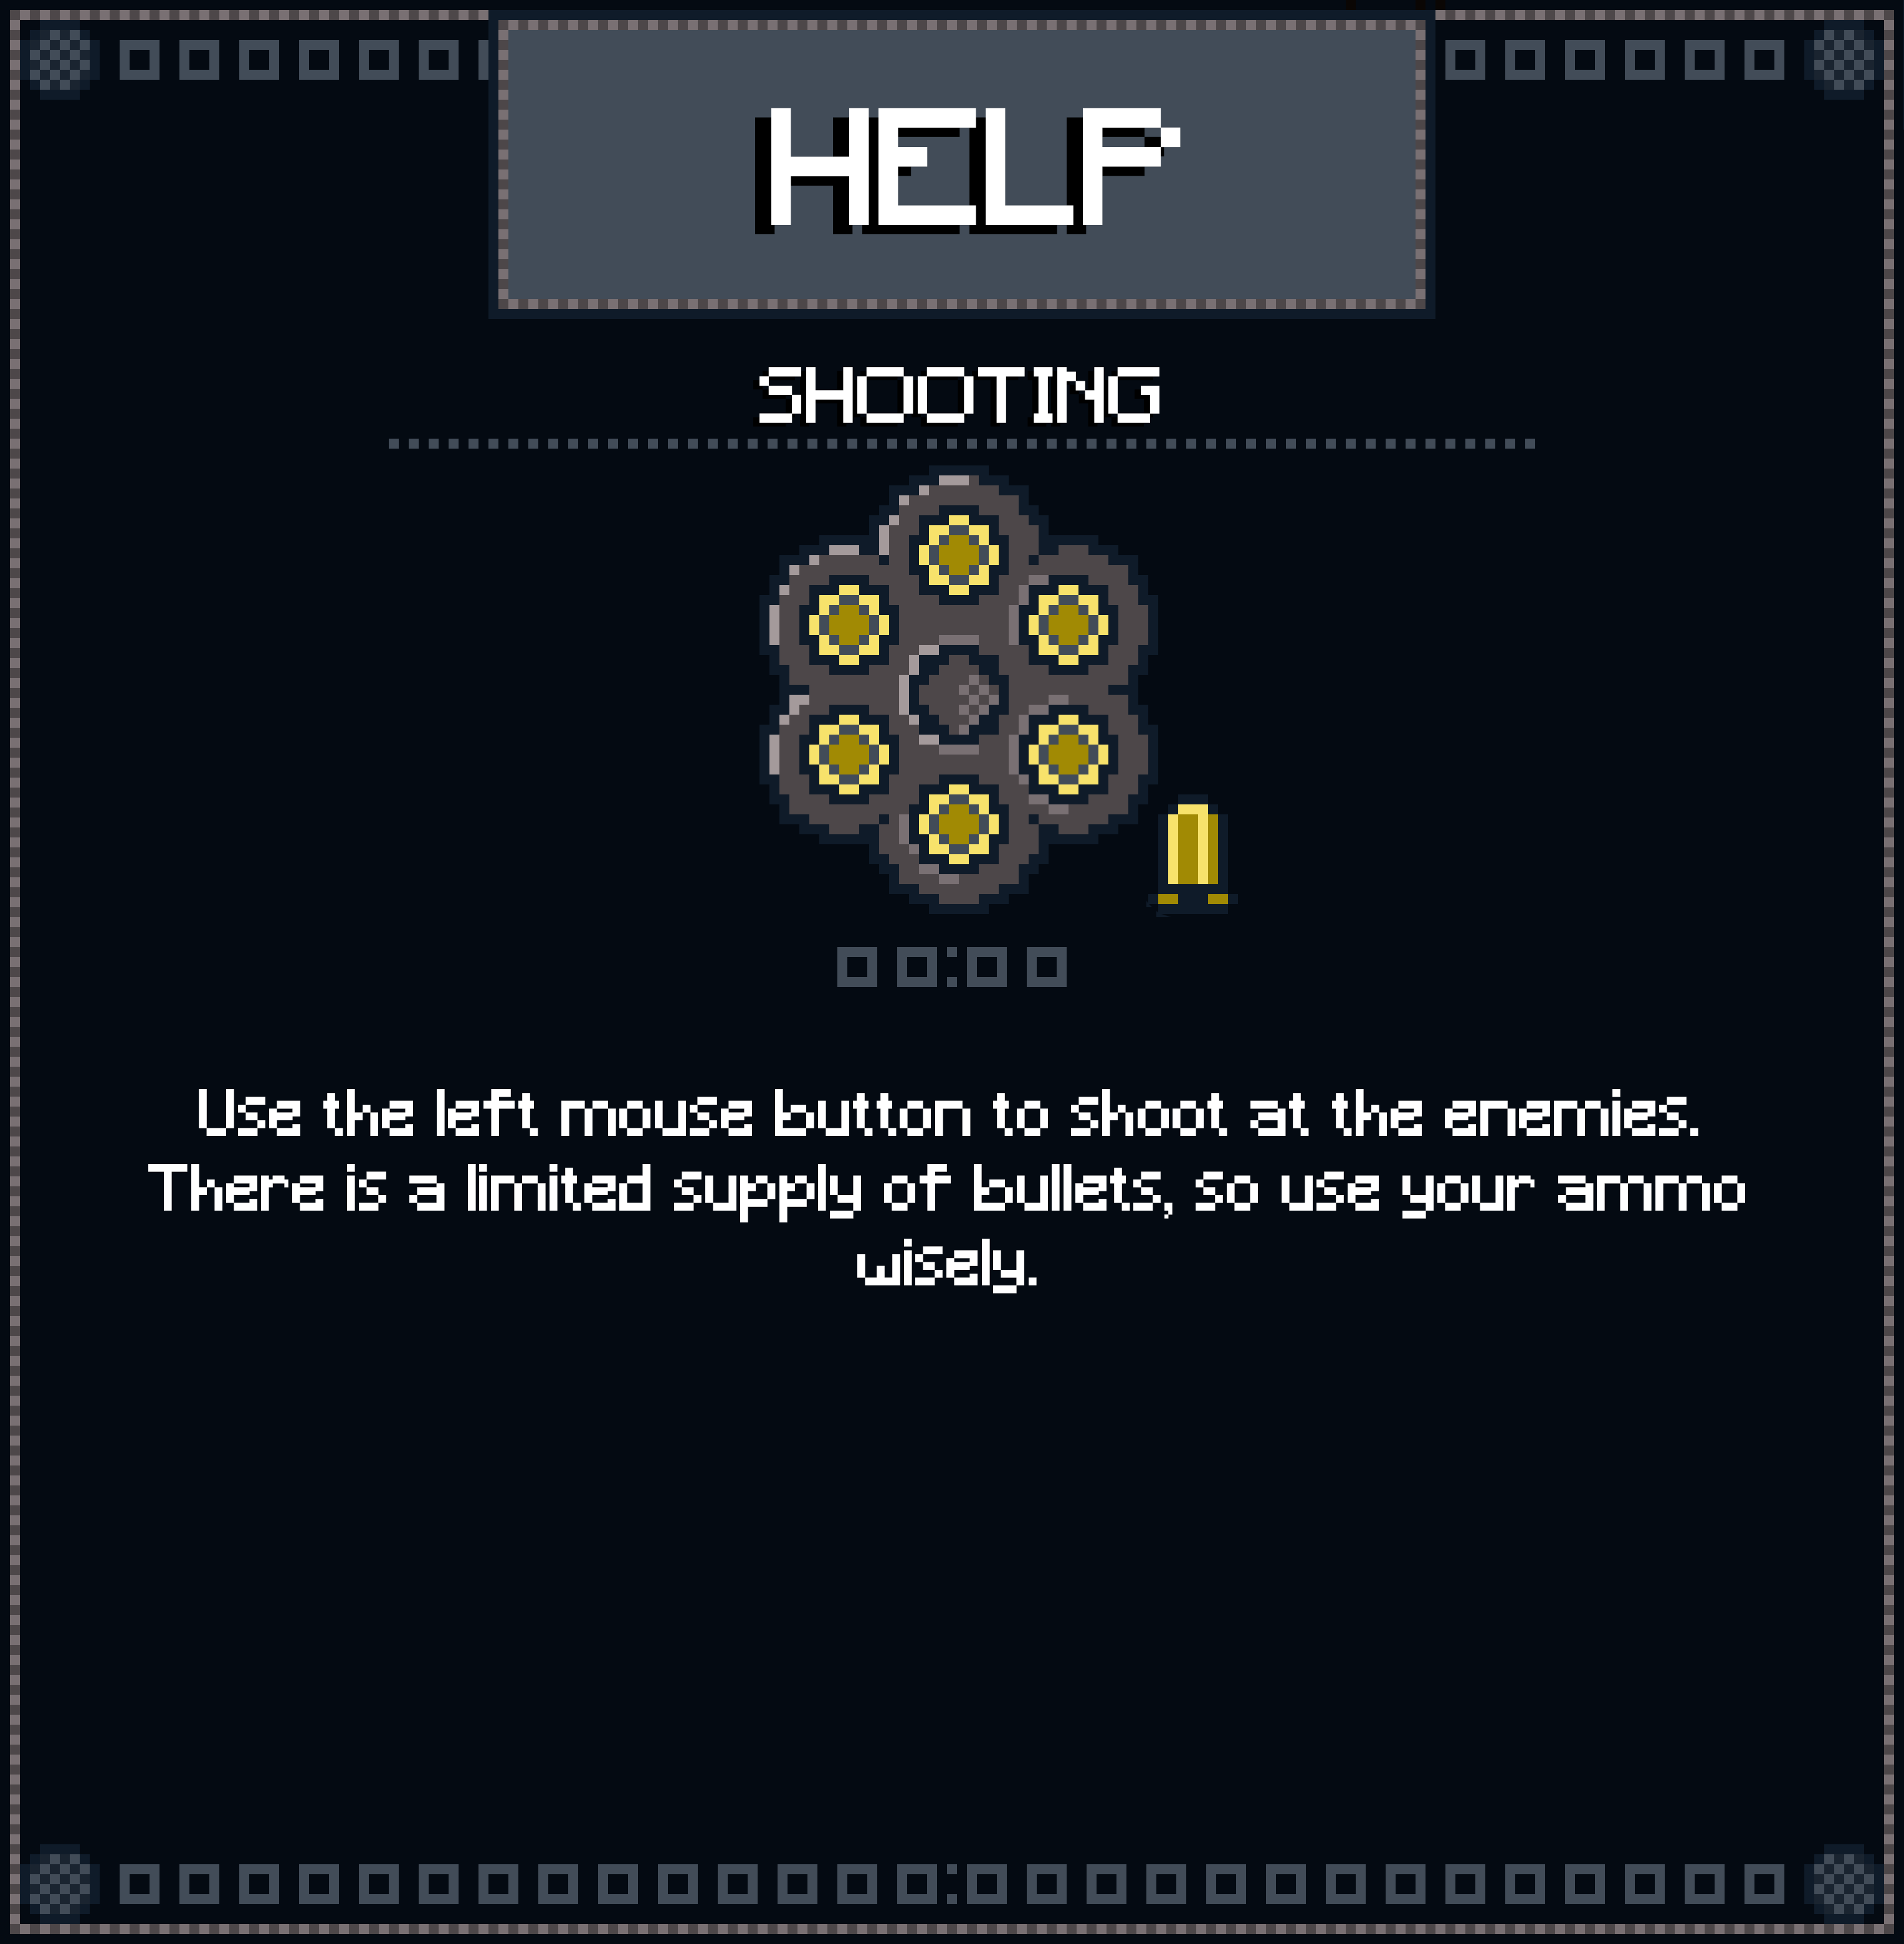 HELP
SHOOTING
Use the left mouse button to shoot at the enemies.
There is a limited supply of bullets, so use your ammo
wisely.